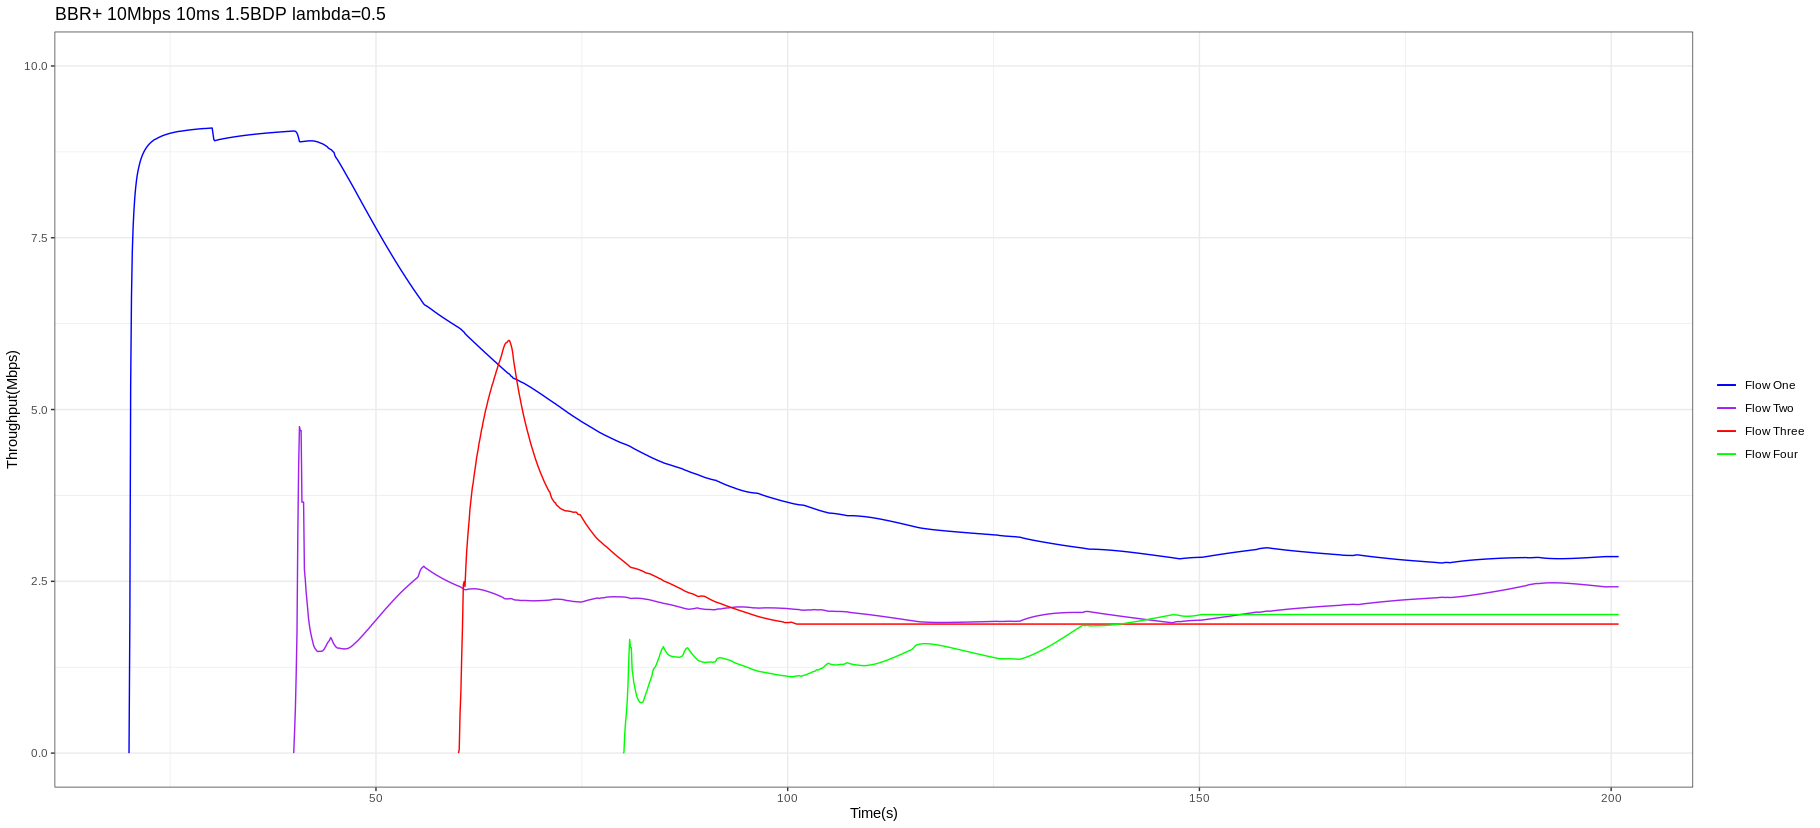 BBR+ 10Mbps 10ms 1.5BDP lambda=0.5
Throughput(Mbps)
10.0
7.5
5.0
2.5
0.0
50
100
150
200
Time(s)
Flow One
Flow Two
Flow Three
Flow Four